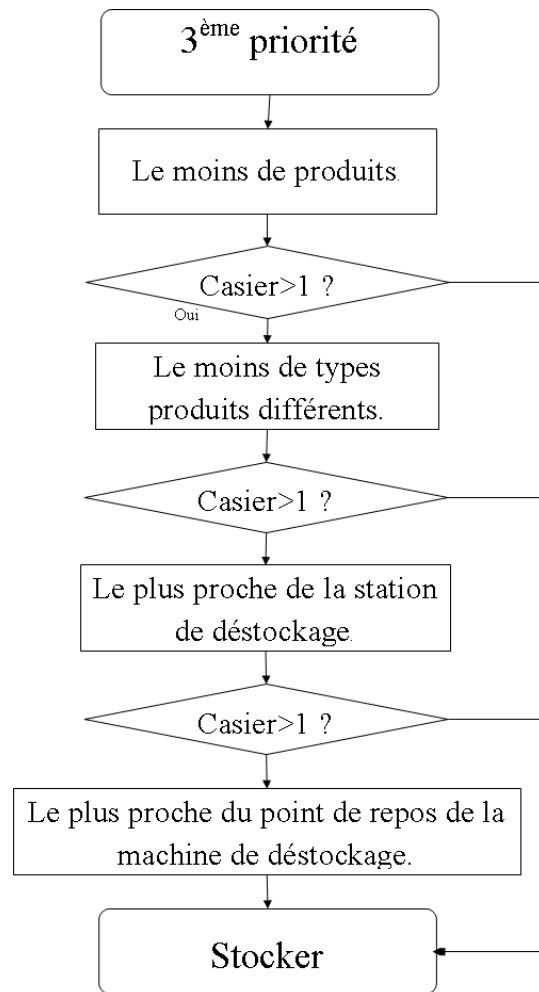 3ème priorité
Le moins de produits.
Casier>1 ?
Oui
Le moins de types
produits différents.
Casier>1 ?
Le plus proche de la station
de déstockage.
Casier>1 ?
Le plus proche du point de repos de la
machine de déstockage.
Stocker